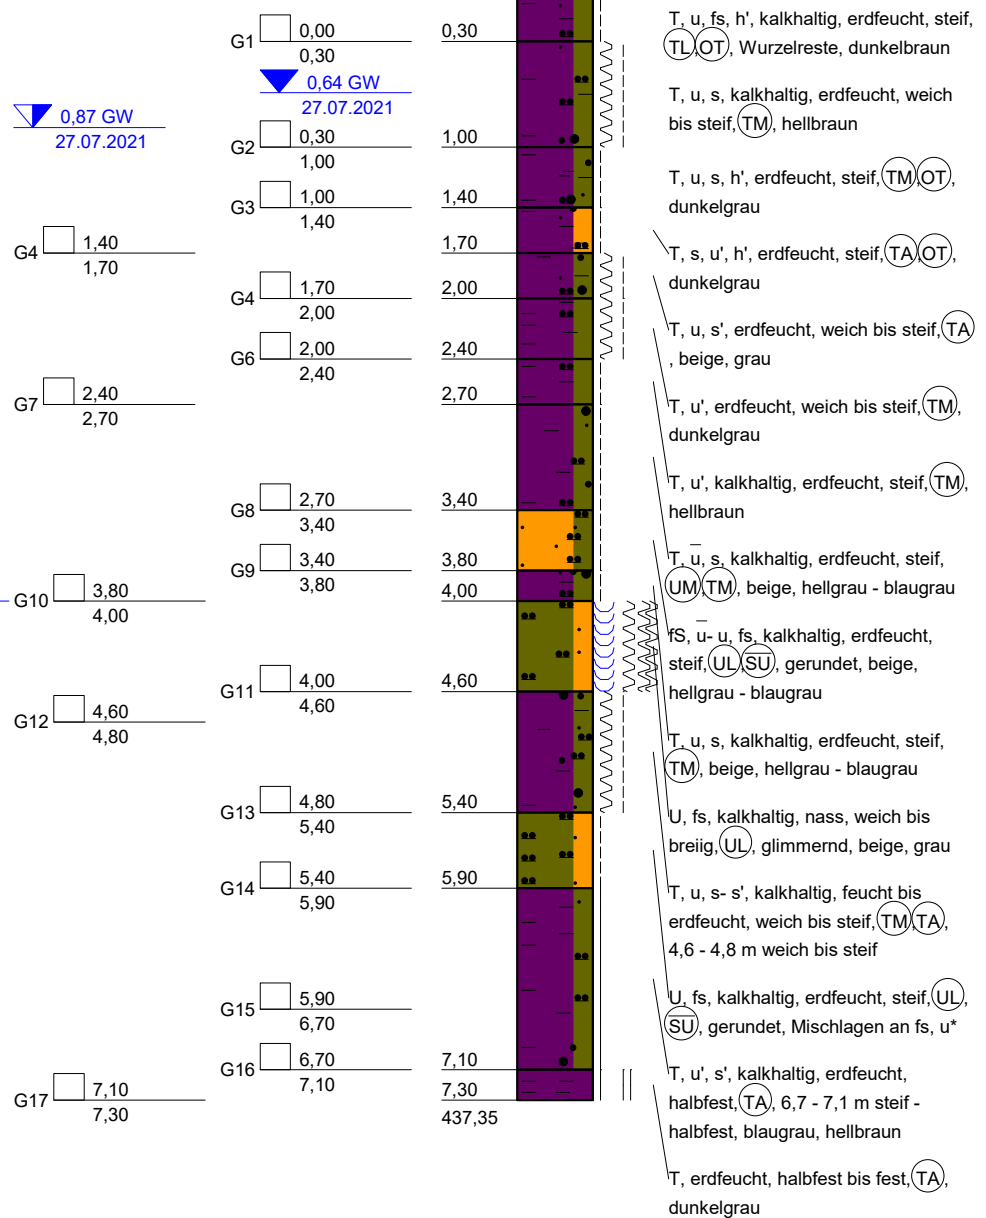 G1 0,00 0,30
0,30
0,64 GW
27.07.2021
0,87 GW
27.07.2021
G2 0,30 1,00
1,00
G3 1,00 1,40
1,40
G4 1,40 1,70
1,70
G4 1,70 2,00
2,00
G6 2,00 2,40
2,40
G7 2,40 2,70
2,70
G8 2,70 3,40
3,40
G9 3,40 3,80
3,80
G10 3,80 4,00
4,00
G11 4,00 4,60
4,60
G12 4,60
4,80
G13 4,80 5,40
5,40
G14 5,40 5,90
5,90
G15 5,90
6,70
G16 6,70 7,10
7,10
G17 7,10 7,30
7,30 437,35
T, u, fs, h', kalkhaltig, erdfeucht, steif,
TL, OT, Wurzelreste, dunkelbraun
T, u, s, kalkhaltig, erdfeucht, weich
bis steif, TM, hellbraun
T, u, s, h', erdfeucht, steif, TM, OT,
dunkelgrau
T, s, u', h', erdfeucht, steif, TA, OT,
dunkelgrau
T, u, s', erdfeucht, weich bis steif, TA
, beige, grau
T, u', erdfeucht, weich bis steif, TM,
dunkelgrau
T, u', kalkhaltig, erdfeucht, steif, TM,
hellbraun
T, ū, s, kalkhaltig, erdfeucht, steif,
UM, TM, beige, hellgrau - blaugrau
fS, ū- u, fs, kalkhaltig, erdfeucht,
steif, UL, S̅U̅, gerundet, beige,
hellgrau - blaugrau
T, u, s, kalkhaltig, erdfeucht, steif,
TM, beige, hellgrau - blaugrau
U, fs, kalkhaltig, nass, weich bis
breiig, UL, glimmernd, beige, grau
T, u, s- s', kalkhaltig, feucht bis
erdfeucht, weich bis steif, TM, TA,
4,6 - 4,8 m weich bis steif
U, fs, kalkhaltig, erdfeucht, steif, UL,
S̅U̅, gerundet, Mischlagen an fs, u*
T, u', s', kalkhaltig, erdfeucht,
halbfest, TA, 6,7 - 7,1 m steif -
halbfest, blaugrau, hellbraun
T, erdfeucht, halbfest bis fest, TA,
dunkelgrau